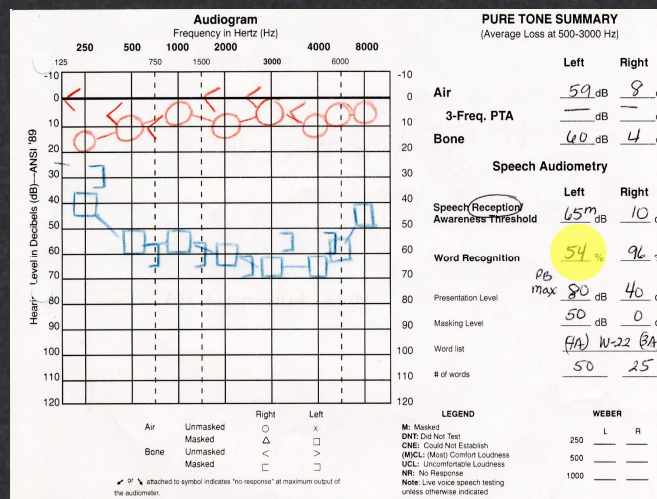 Audiogram
Frequency in Hertz (Hz)
250 500 1000 2000 4000 8000
125 750 1500 3000 6000
Level in Decibels (dB)—ANSI '89
-10 -10
0 0
10 10
20 20
30 30
40 40
50 50
60 60
70 70
80 80
90 90
100 100
110 110
120 120
Right Left
Air Unmasked ○ x
Masked △ □
Bone Unmasked < >
Masked ⊏ ⊐
↙ or ↘ attached to symbol indicates "no response" at maximum output of
the audiometer.
PURE TONE SUMMARY
(Average Loss at 500-3000 Hz)
Left Right
Air 59 dB 8
3-Freq. PTA — dB —
Bone 60 dB 4
Speech Audiometry
Left Right
Speech Reception/
Awareness Threshold 65m dB 10
Word Recognition 54 % 96
PB
max
Presentation Level 80 dB 40
Masking Level 50 dB 0
Word list (4A) W-22 (3A
# of words 50 25
LEGEND
M: Masked
DNT: Did Not Test
CNE: Could Not Establish
(M)CL: (Most) Comfort Loudness
UCL: Uncomfortable Loudness
NR: No Response
Note: Live voice speech testing
unless otherwise indicated
WEBER
L R
250
500
1000